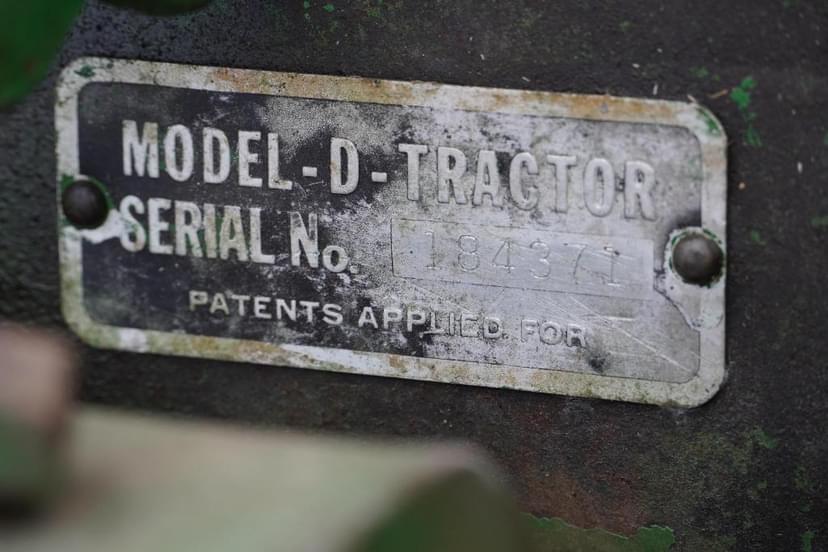 MODEL-D-TRACTOR
SERIAL No. 184371
PATENTS APPLIED FOR